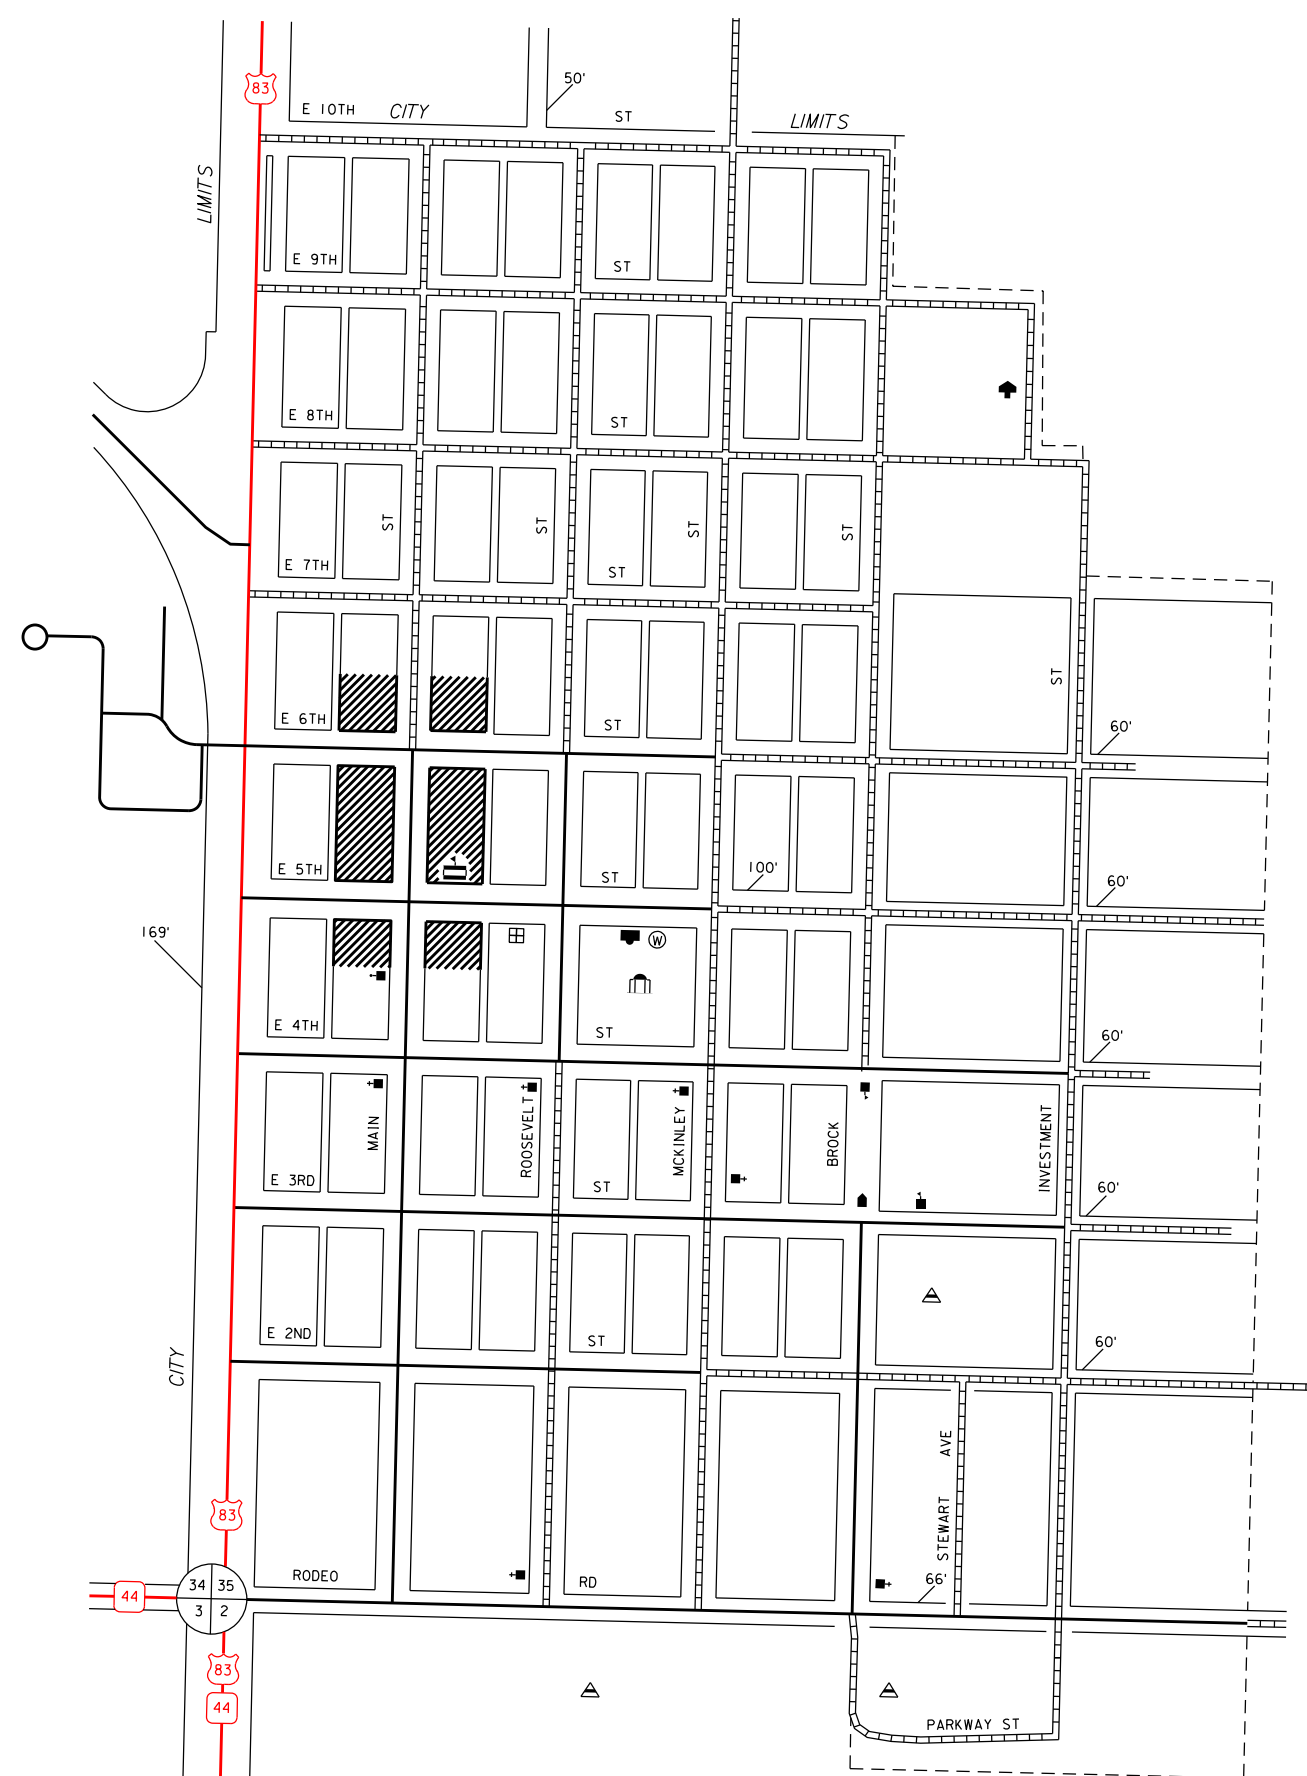 83
50'
E 10TH
CITY
ST
LIMITS
LIMITS
E 9TH
ST
E 8TH
ST
ST
ST
ST
ST
E 7TH
ST
ST
E 6TH
ST
60'
E 5TH
ST
100'
60'
169'
W
E 4TH
ST
60'
MAIN
ROOSEVELT
MCKINLEY
BROCK
INVESTMENT
E 3RD
ST
60'
E 2ND
ST
60'
CITY
AVE
STEWART
83
RODEO
RD
66'
34
35
44
3
2
83
44
PARKWAY ST